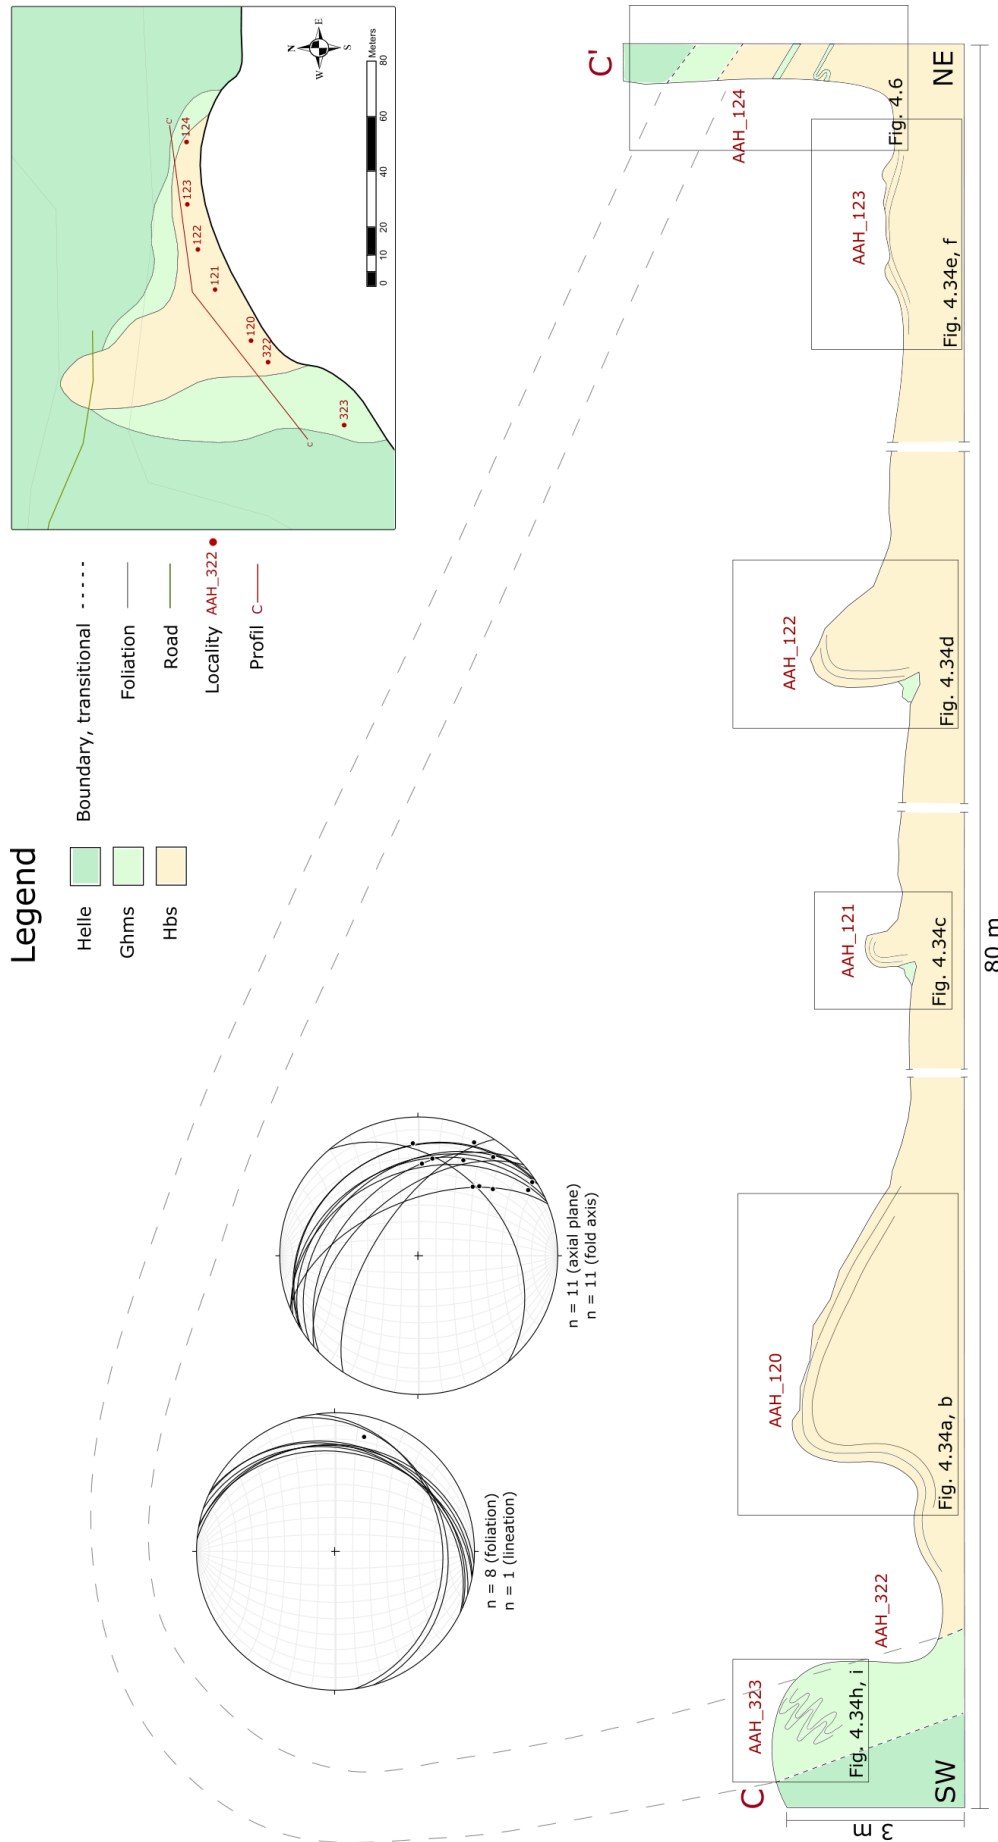 Legend
Helle
Ghms
Hbs
Boundary, transitional
Foliation
Road
Locality AAH_322
Profil C
N
E
S
W
Meters
0
10
20
40
60
80
C
C'
323
322
120
121
122
123
124
n = 8 (foliation)
n = 1 (lineation)
n = 11 (axial plane)
n = 11 (fold axis)
C
C'
SW
NE
3 m
80 m
AAH_323
AAH_322
AAH_120
AAH_121
AAH_122
AAH_123
AAH_124
Fig. 4.34h, i
Fig. 4.34a, b
Fig. 4.34c
Fig. 4.34d
Fig. 4.34e, f
Fig. 4.6